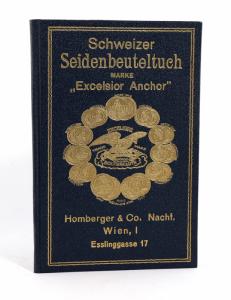 Schweizer
Seidenbeuteltuch
MARKE
„Excelsior Anchor"
Homberger & Co. Nachf.
Wien, I
Esslinggasse 17